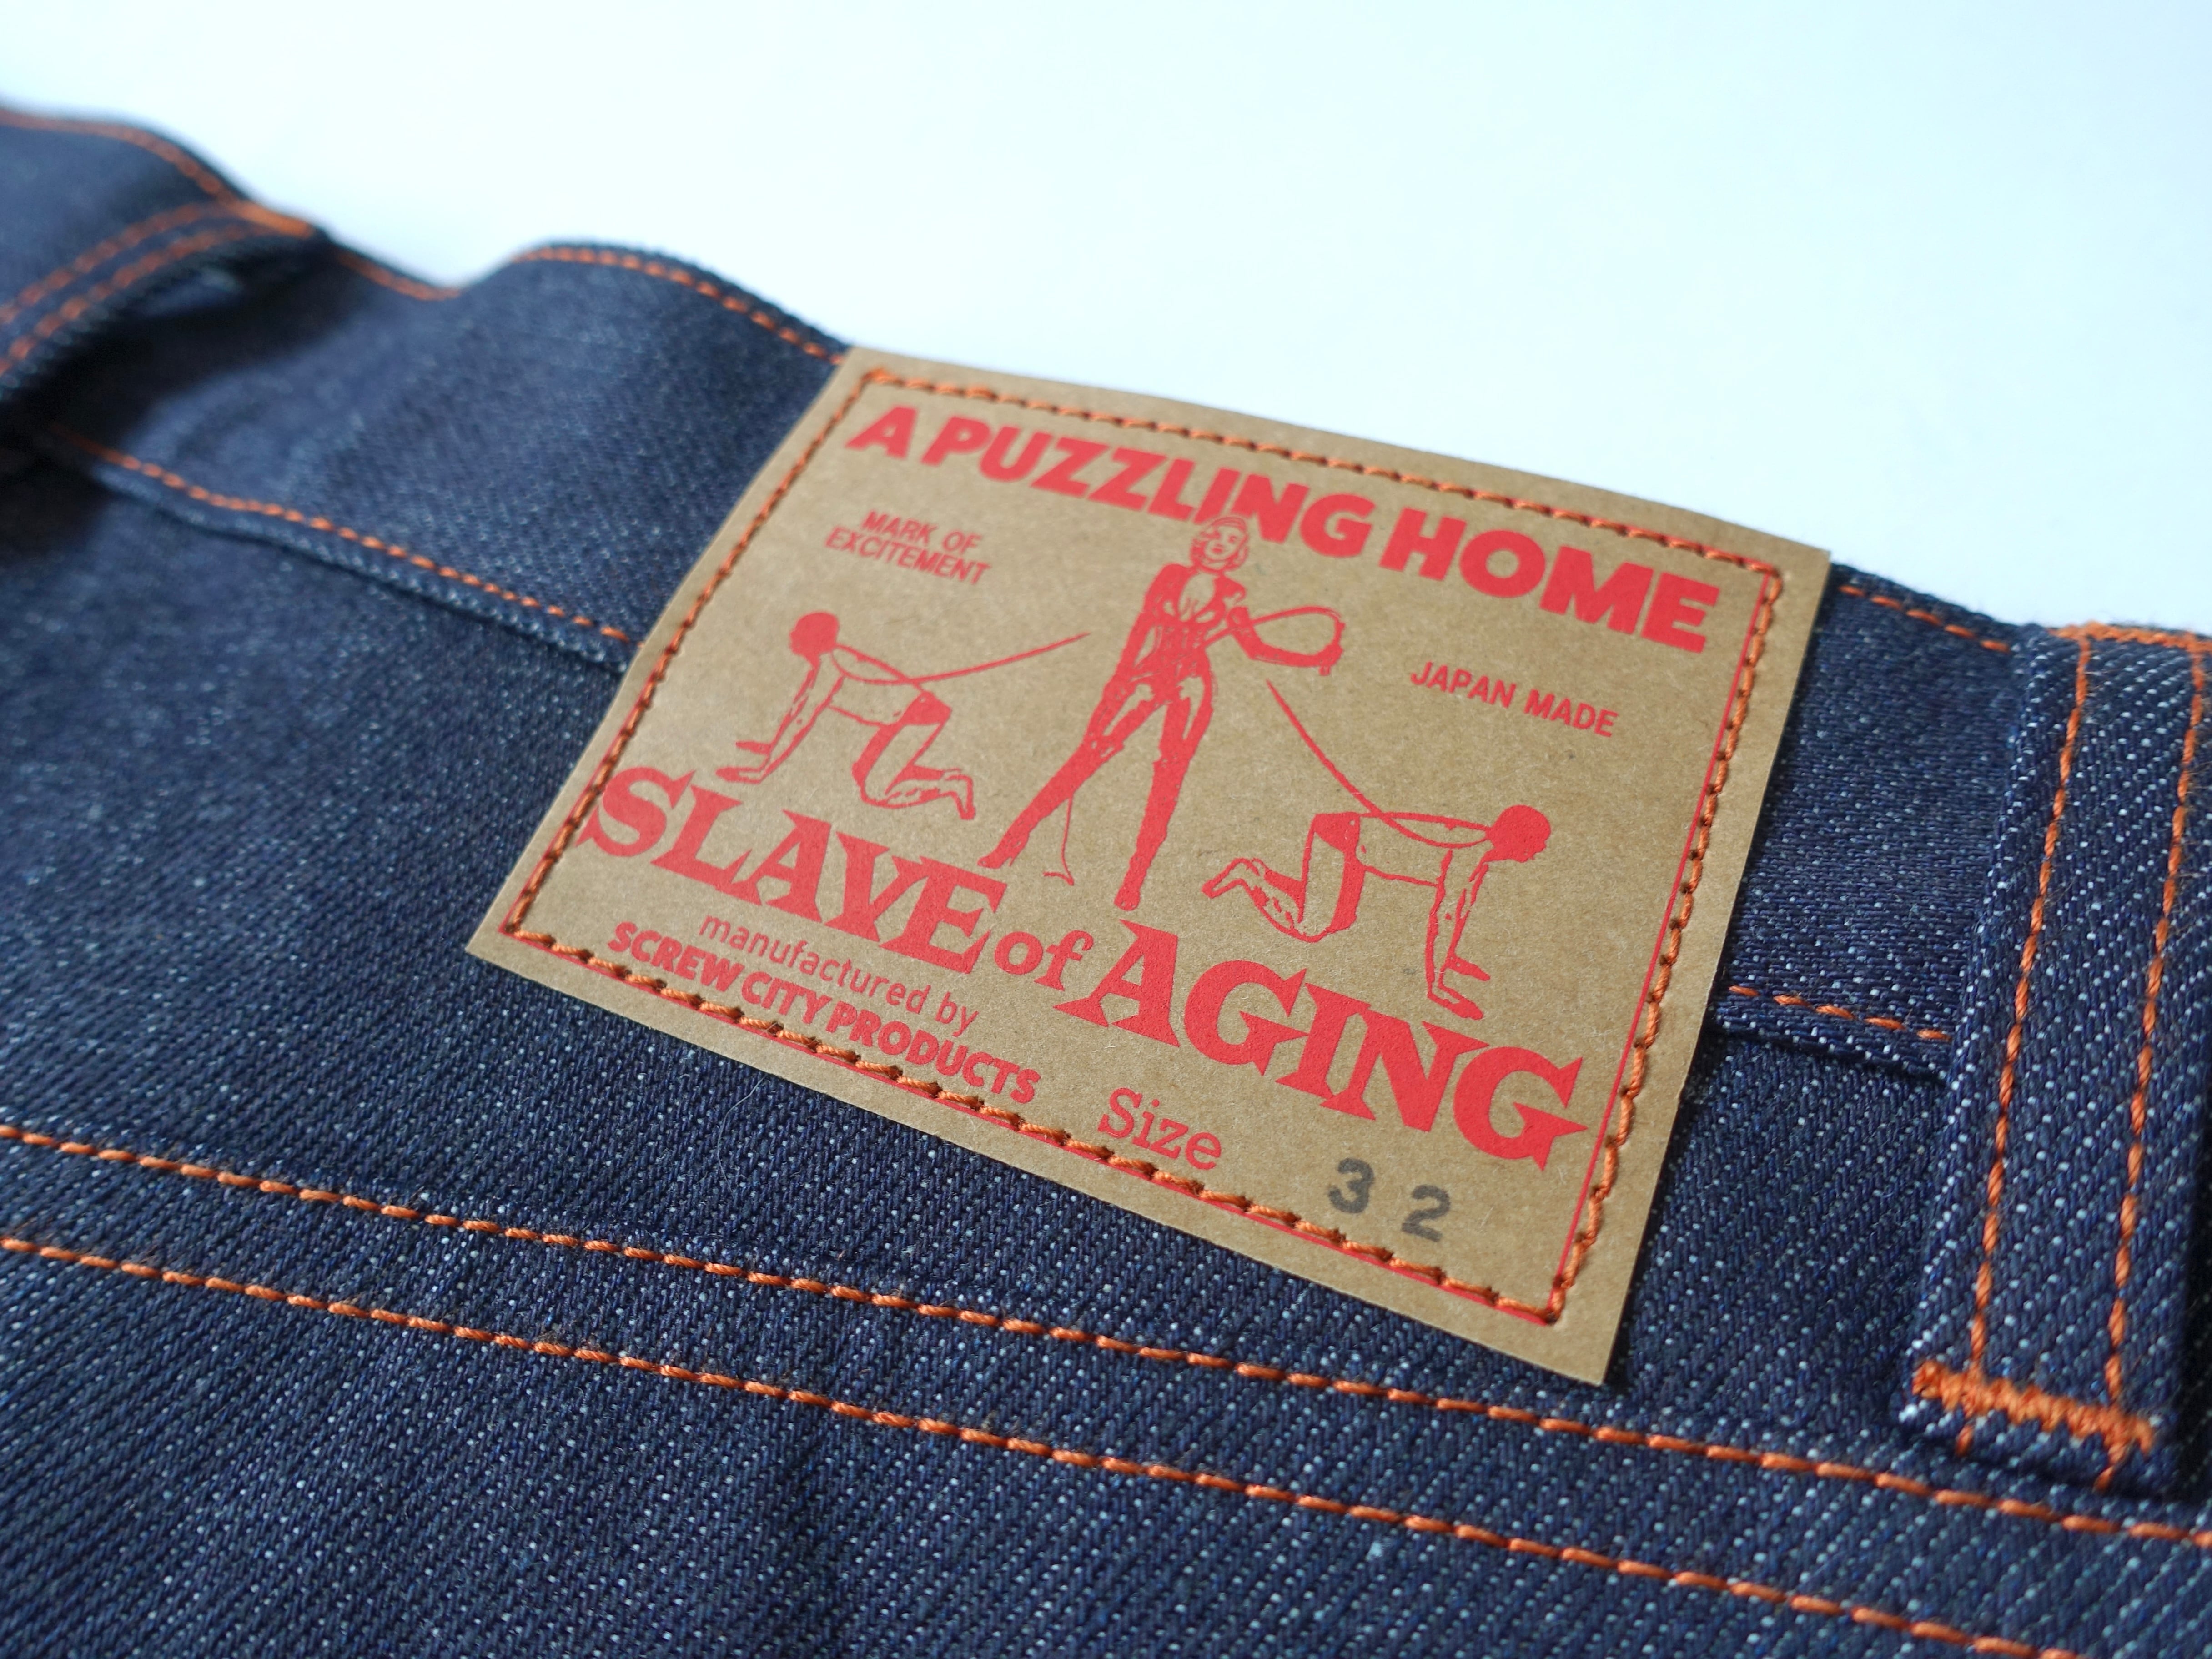 A PUZZLING HOME
MARK OF
EXCITEMENT
JAPAN MADE
SLAVE of AGING
manufactured by
SCREW CITY PRODUCTS
Size 32